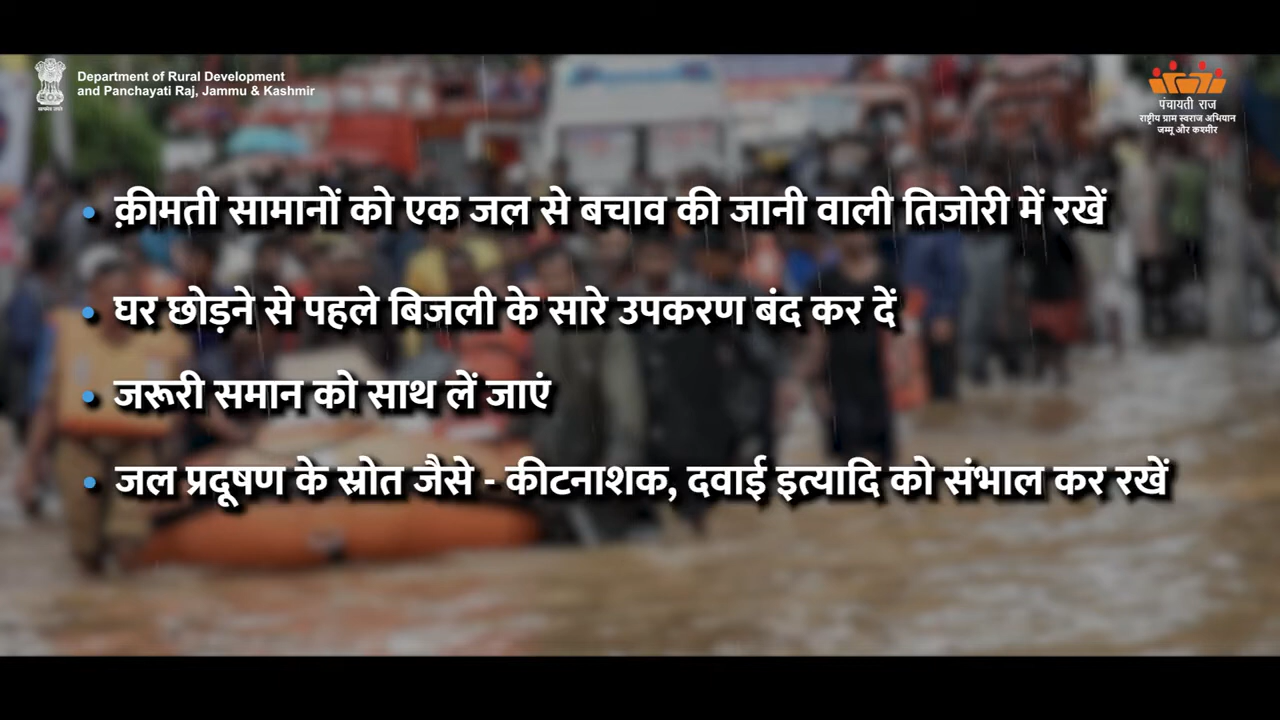 Department of Rural Development
and Panchayati Raj, Jammu & Kashmir
पंचायती राज
राष्ट्रीय ग्राम स्वराज अभियान
जम्मू और कश्मीर
• क़ीमती सामानों को एक जल से बचाव की जानी वाली तिजोरी में रखें
• घर छोड़ने से पहले बिजली के सारे उपकरण बंद कर दें
• जरूरी समान को साथ लें जाएं
• जल प्रदूषण के स्रोत जैसे - कीटनाशक, दवाई इत्यादि को संभाल कर रखें